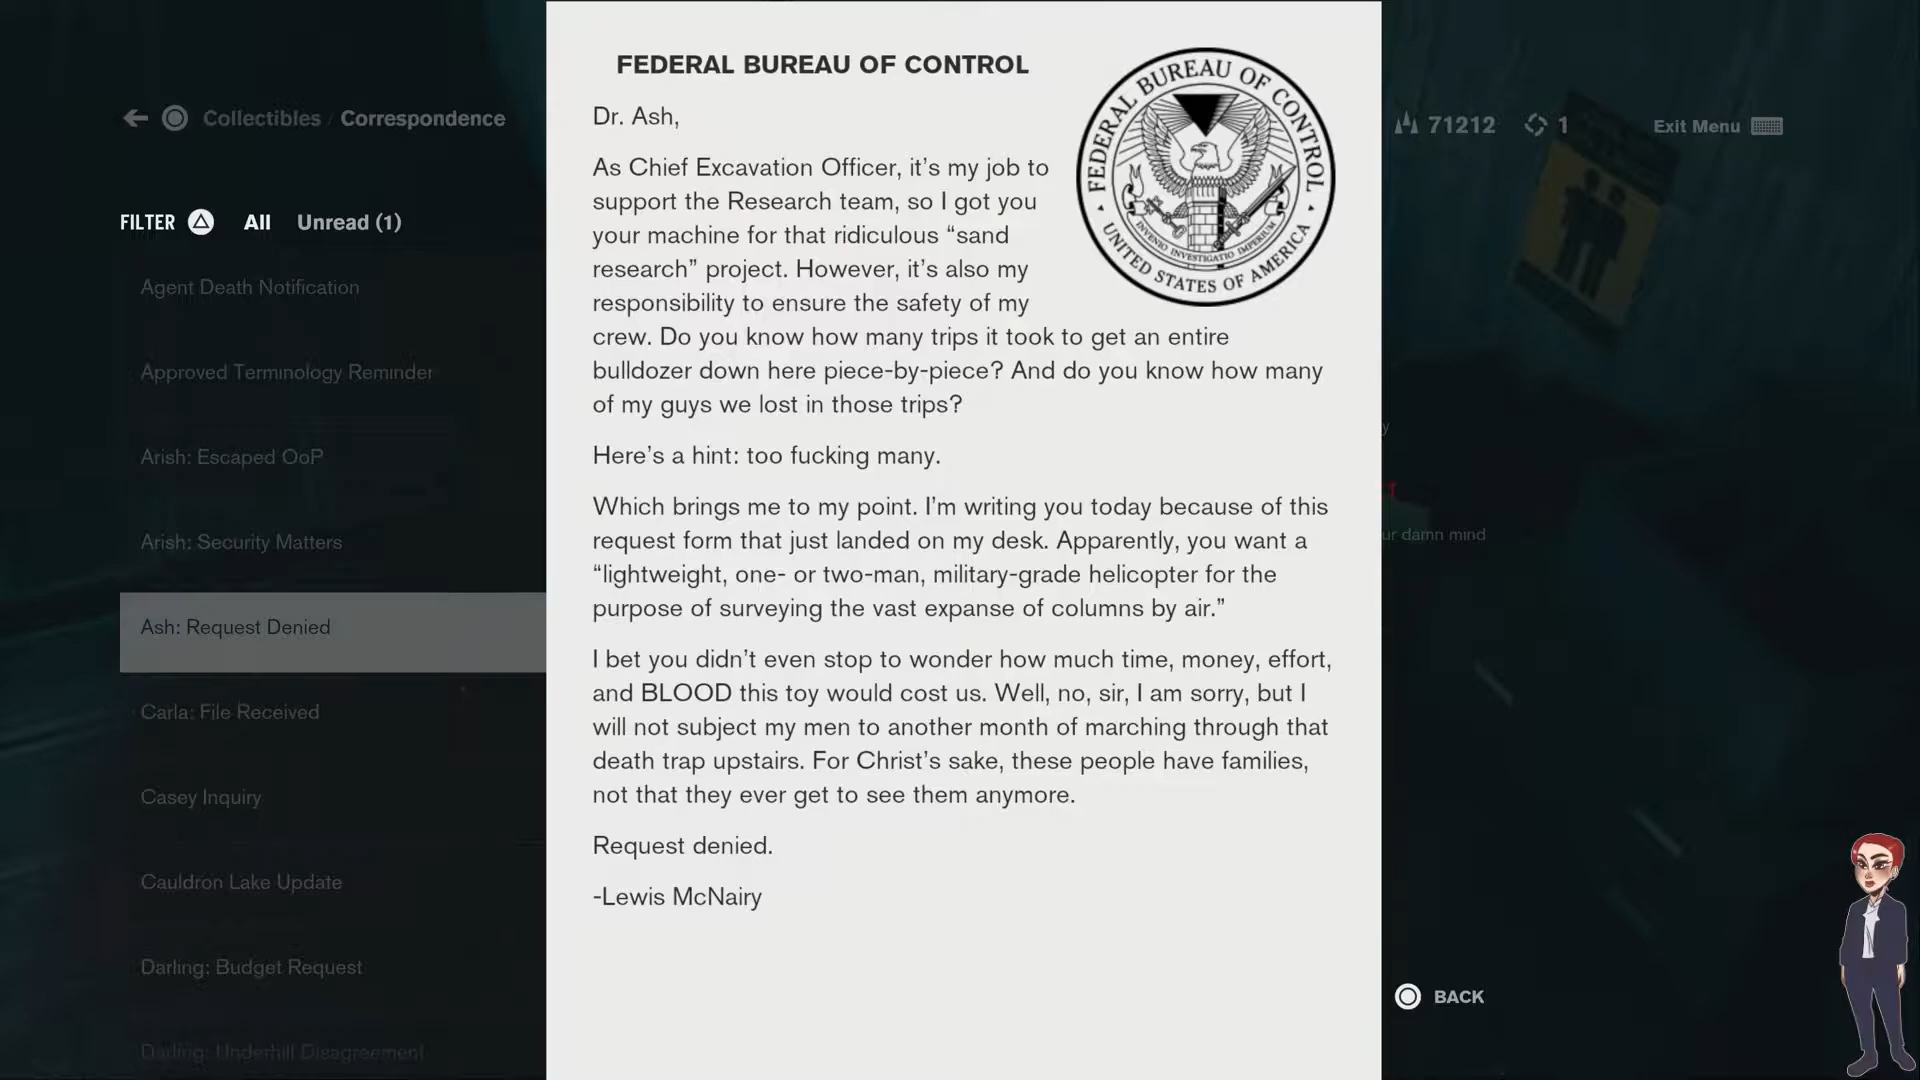 FEDERAL BUREAU OF CONTROL
FEDERAL BUREAU OF CONTROL
UNITED STATES OF AMERICA
INVENIO INVESTIGATIO IMPERIUM
Dr. Ash,
As Chief Excavation Officer, it’s my job to
support the Research team, so I got you
your machine for that ridiculous “sand
research” project. However, it’s also my
responsibility to ensure the safety of my
crew. Do you know how many trips it took to get an entire
bulldozer down here piece-by-piece? And do you know how many
of my guys we lost in those trips?
Here’s a hint: too fucking many.
Which brings me to my point. I’m writing you today because of this
request form that just landed on my desk. Apparently, you want a
“lightweight, one- or two-man, military-grade helicopter for the
purpose of surveying the vast expanse of columns by air.”
I bet you didn’t even stop to wonder how much time, money, effort,
and BLOOD this toy would cost us. Well, no, sir, I am sorry, but I
will not subject my men to another month of marching through that
death trap upstairs. For Christ’s sake, these people have families,
not that they ever get to see them anymore.
Request denied.
-Lewis McNairy
Collectibles / Correspondence
FILTER All Unread (1)
Agent Death Notification
Approved Terminology Reminder
Arish: Escaped OoP
Arish: Security Matters
Ash: Request Denied
Carla: File Received
Casey Inquiry
Cauldron Lake Update
Darling: Budget Request
Darling: Underhill Disagreement
71212 1 Exit Menu
y
ur damn mind
BACK